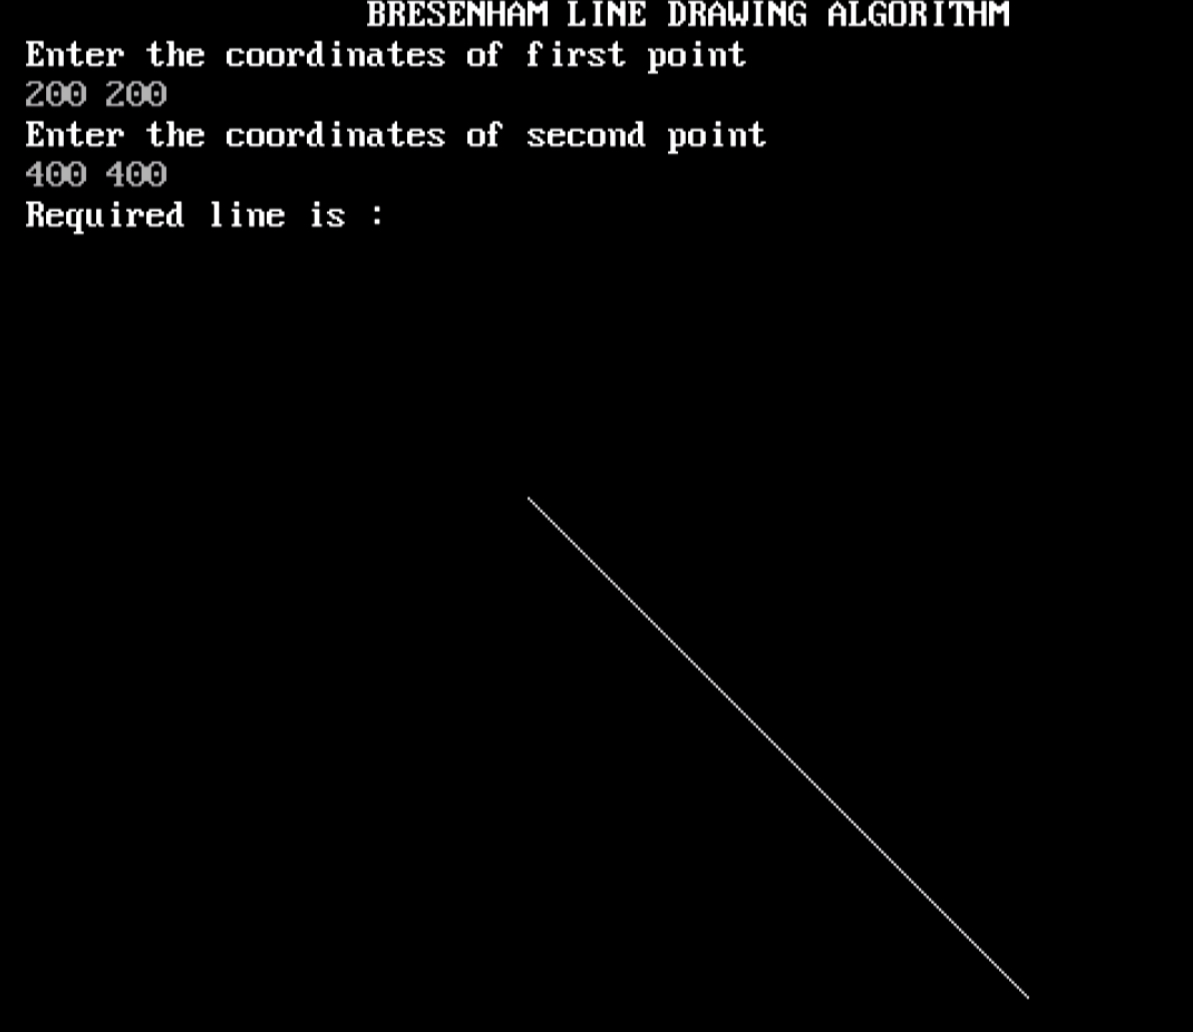 BRESENHAM LINE DRAWING ALGORITHM
Enter the coordinates of first point
200 200
Enter the coordinates of second point
400 400
Required line is :